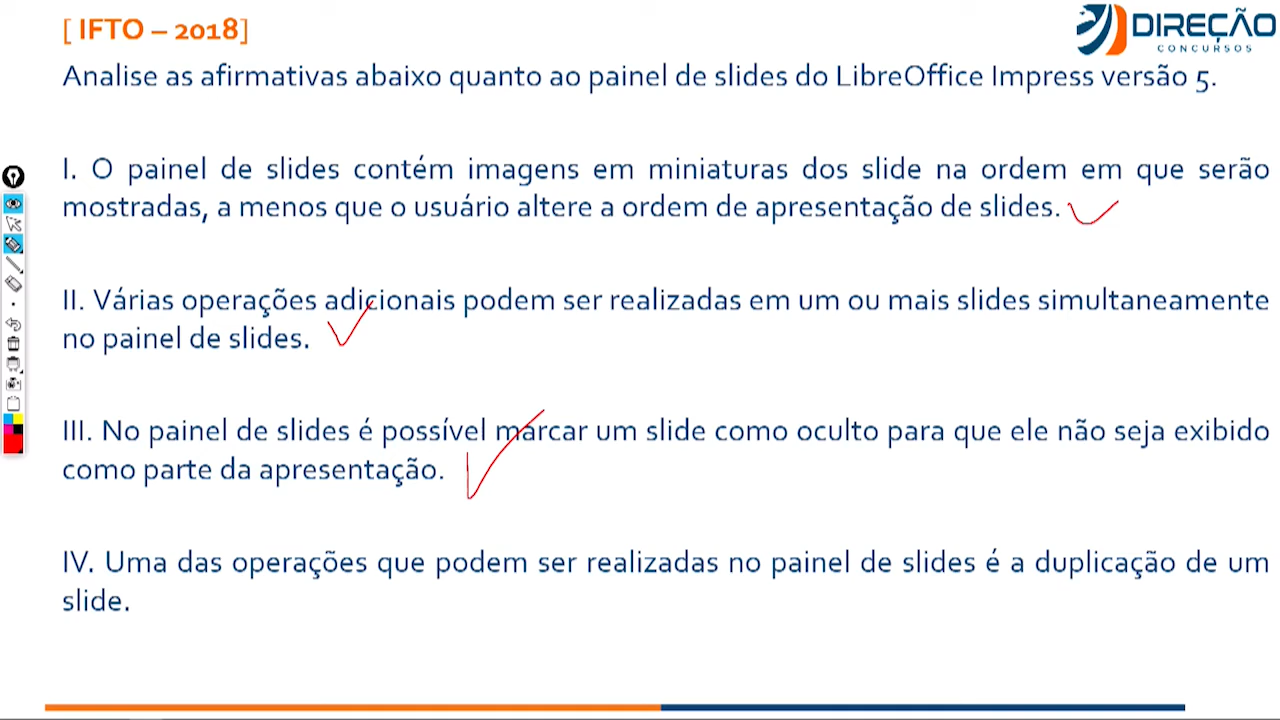 [ IFTO – 2018]
DIREÇÃO
CONCURSOS
Analise as afirmativas abaixo quanto ao painel de slides do LibreOffice Impress versão 5.
I. O painel de slides contém imagens em miniaturas dos slide na ordem em que serão
mostradas, a menos que o usuário altere a ordem de apresentação de slides.
II. Várias operações adicionais podem ser realizadas em um ou mais slides simultaneamente
no painel de slides.
III. No painel de slides é possível marcar um slide como oculto para que ele não seja exibido
como parte da apresentação.
IV. Uma das operações que podem ser realizadas no painel de slides é a duplicação de um
slide.